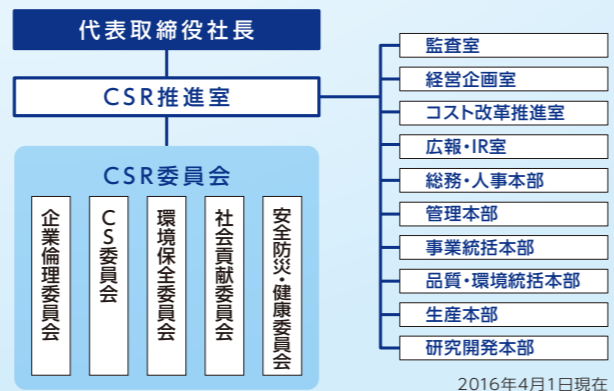 代表取締役社長
CSR推進室
CSR委員会
企業倫理委員会
CS委員会
環境保全委員会
社会貢献委員会
安全防災・健康委員会
監査室
経営企画室
コスト改革推進室
広報・IR室
総務・人事本部
管理本部
事業統括本部
品質・環境統括本部
生産本部
研究開発本部
2016年4月1日現在